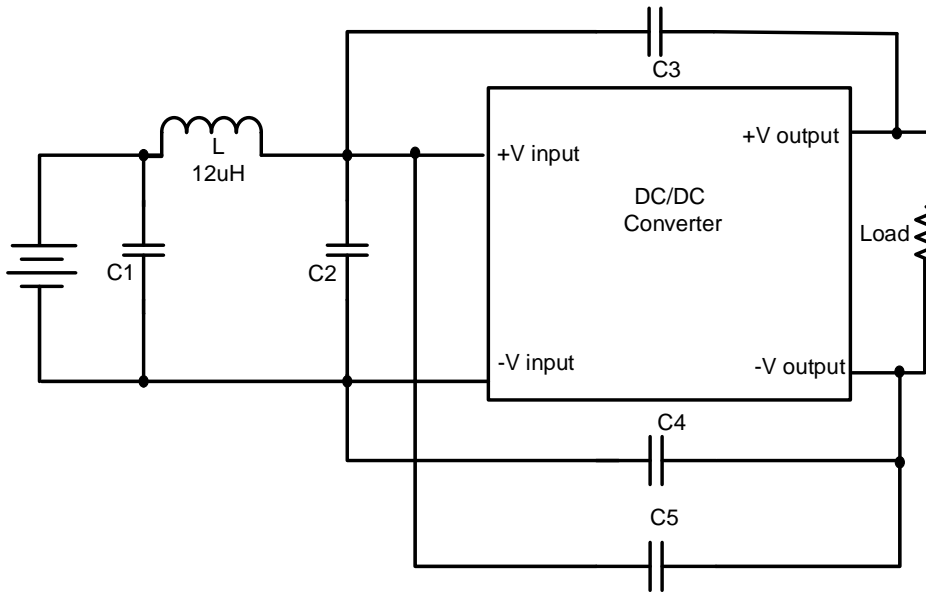 C3
L
12uH
+V input
+V output
DC/DC
Converter
Load
C1
C2
-V input
-V output
C4
C5